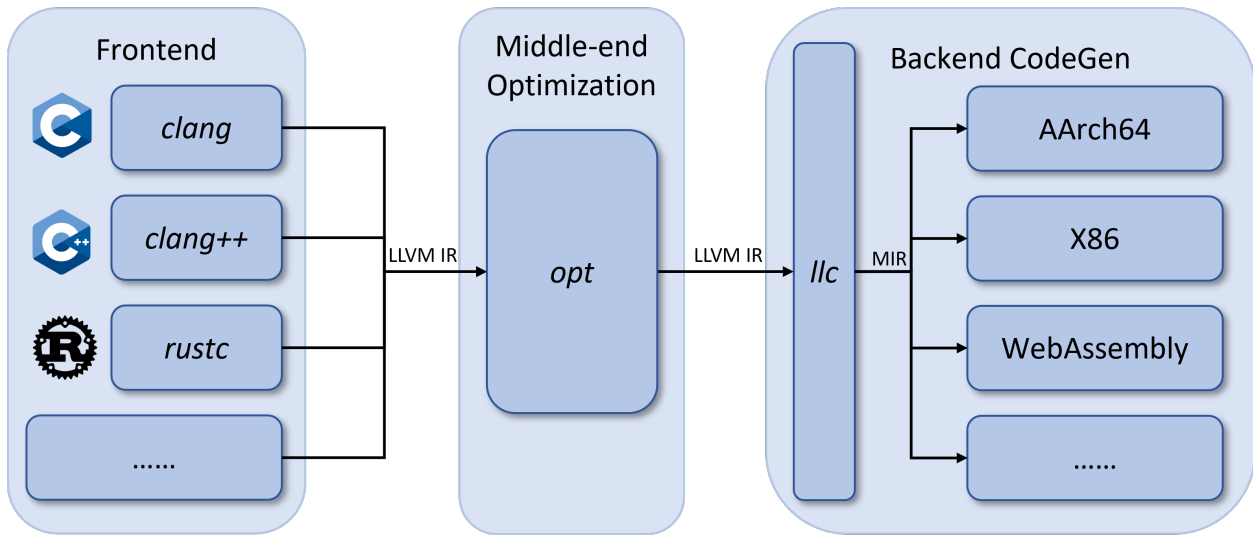 Frontend
C
clang
C++
clang++
R
rustc
......
LLVM IR
Middle-end
Optimization
opt
LLVM IR
Backend CodeGen
llc
MIR
AArch64
X86
WebAssembly
......